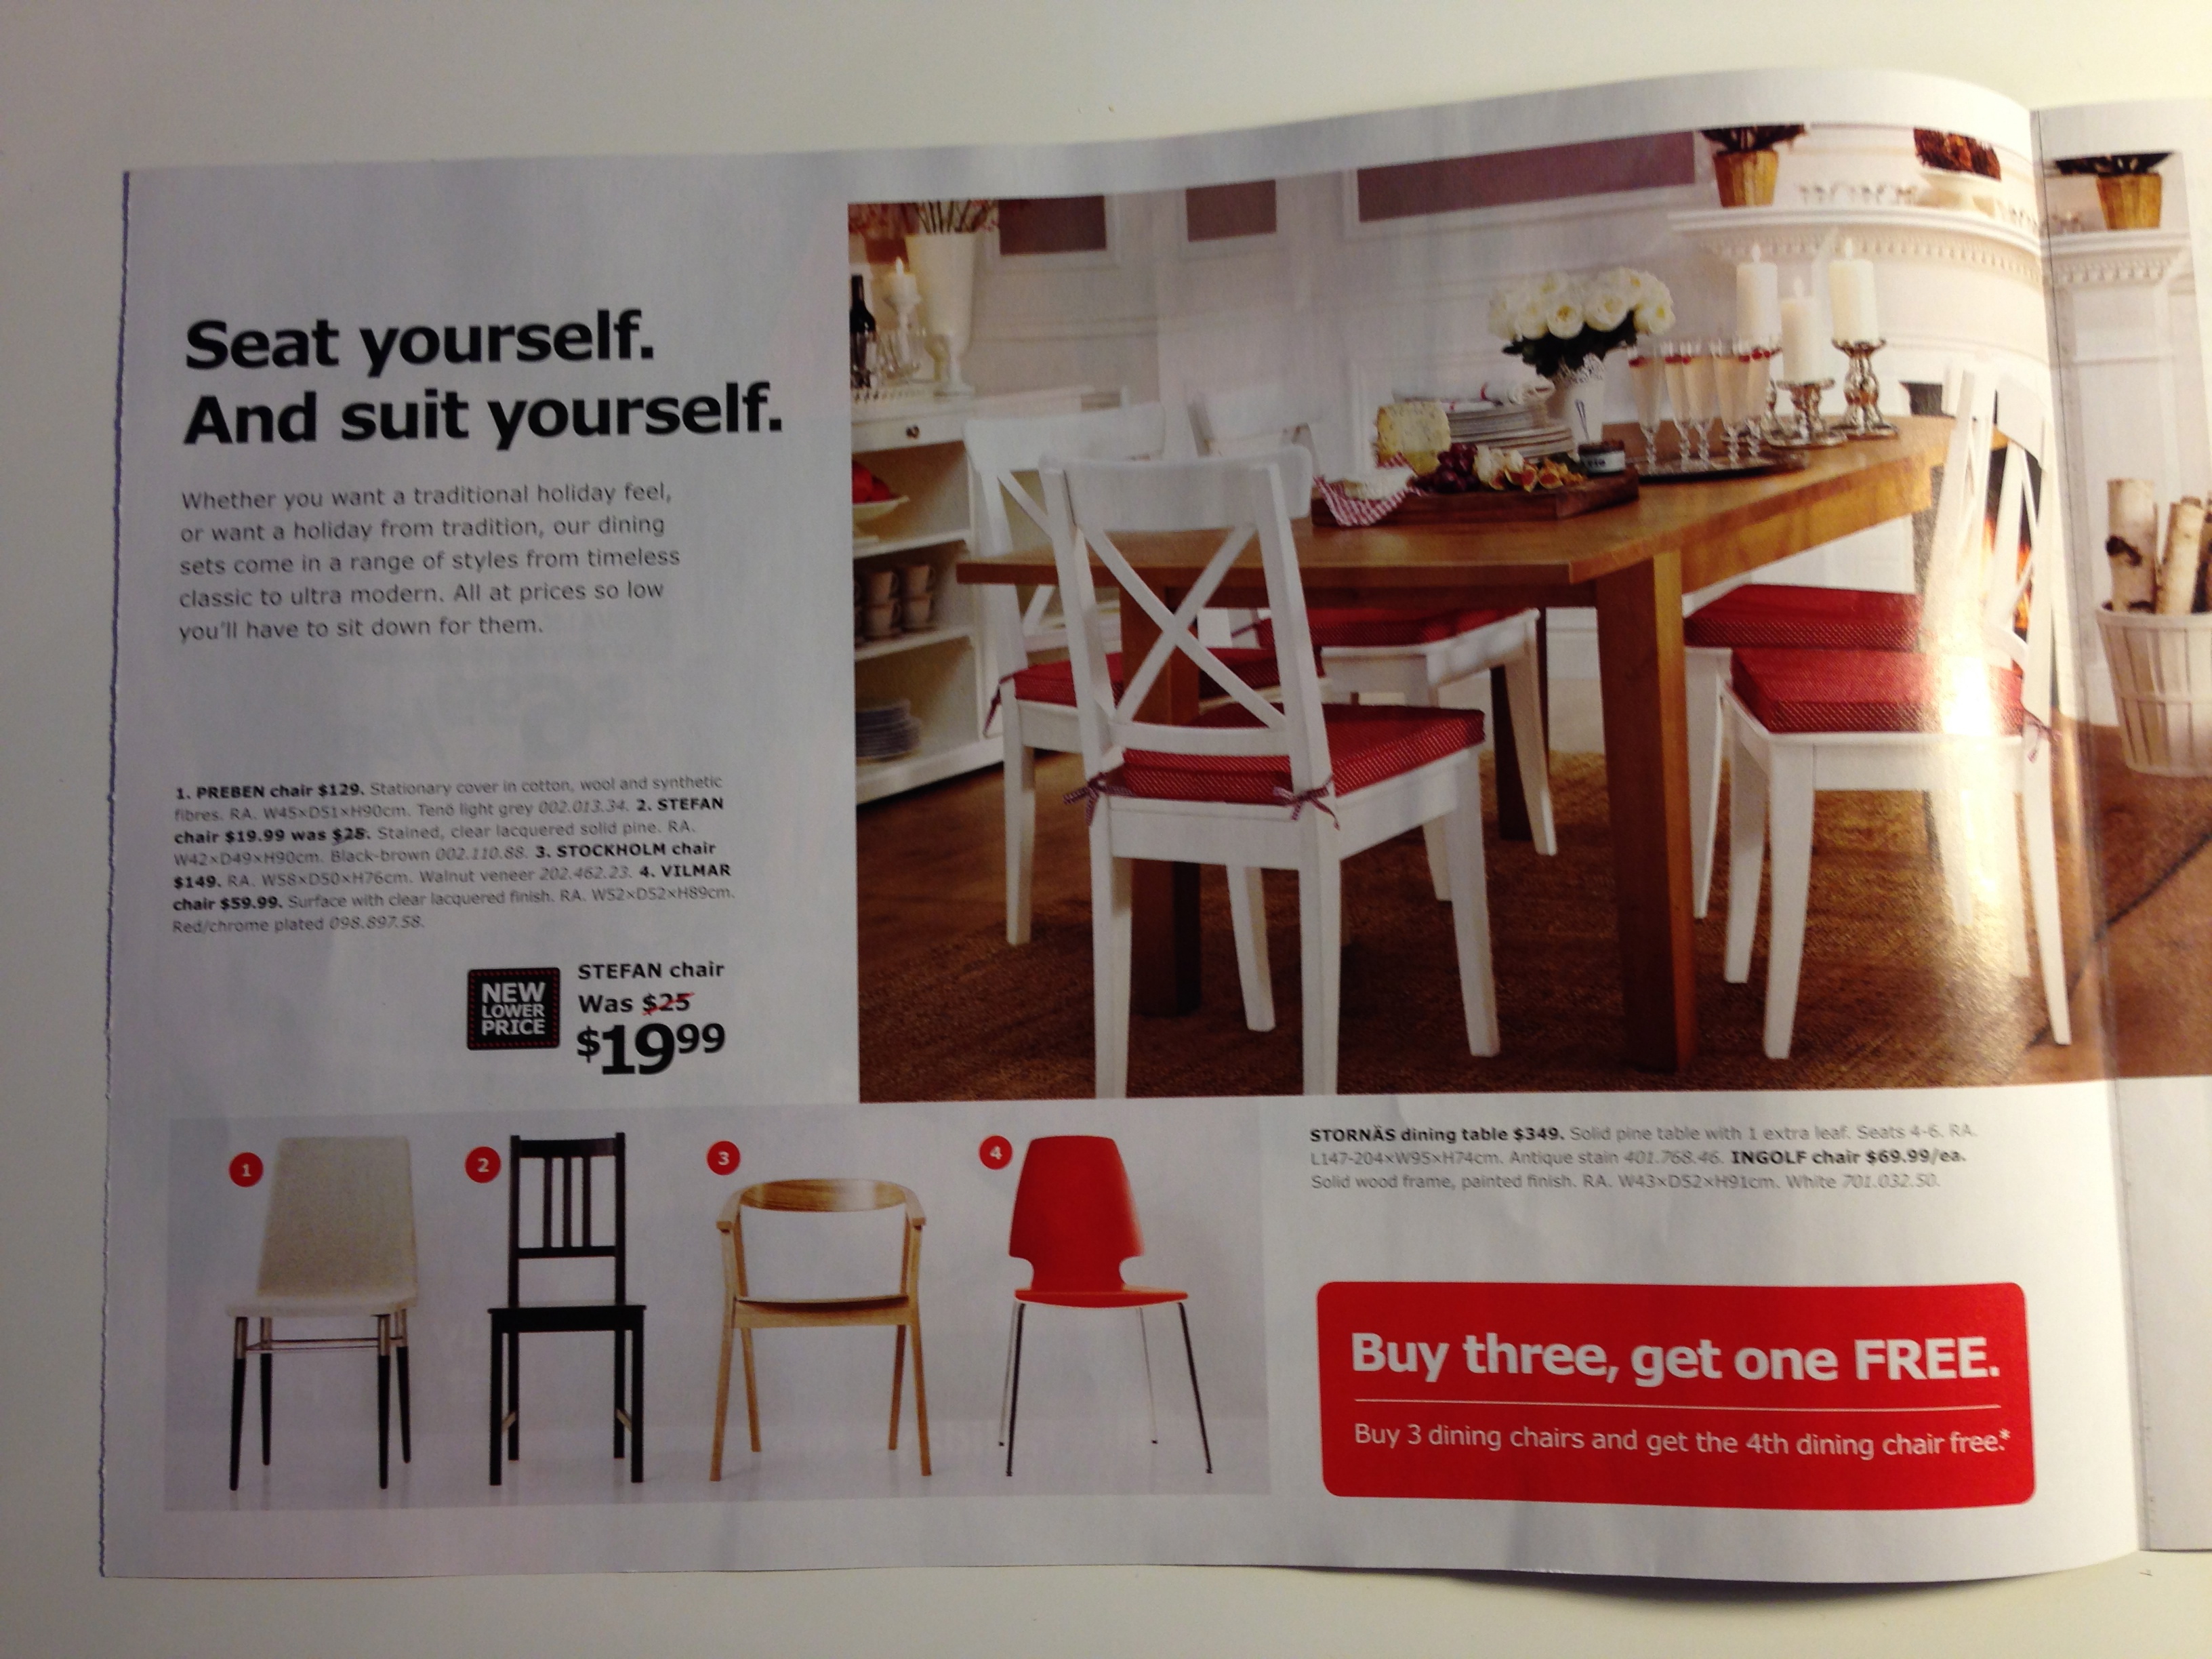 Seat yourself.
And suit yourself.
Whether you want a traditional holiday feel,
or want a holiday from tradition, our dining
sets come in a range of styles from timeless
classic to ultra modern. All at prices so low
you'll have to sit down for them.
1. PREBEN chair $129. Stationary cover in cotton, wool and synthetic
fibres. RA. W45×D51×H90cm. Tenö light grey 002.013.34. 2. STEFAN
chair $19.99 was $25. Stained, clear lacquered solid pine. RA.
W42×D49×H90cm. Black-brown 002.110.88. 3. STOCKHOLM chair
$149. RA. W58×D50×H76cm. Walnut veneer 202.462.23. 4. VILMAR
chair $59.99. Surface with clear lacquered finish. RA. W52×D52×H89cm.
Red/chrome plated 098.897.58.
NEW
LOWER
PRICE
STEFAN chair
Was $25
$1999
1
2
3
4
STORNÄS dining table $349. Solid pine table with 1 extra leaf. Seats 4-6. RA.
L147-204×W95×H74cm. Antique stain 401.768.46. INGOLF chair $69.99/ea.
Solid wood frame, painted finish. RA. W43×D52×H91cm. White 701.032.50.
Buy three, get one FREE.
Buy 3 dining chairs and get the 4th dining chair free.*